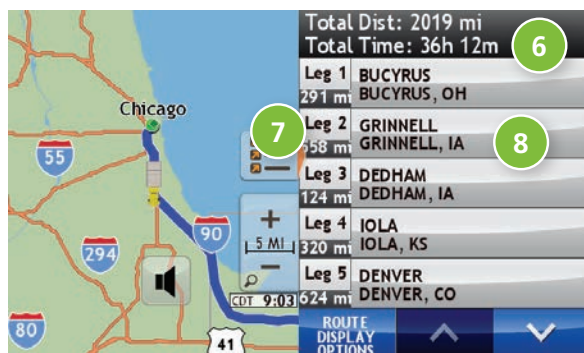 Total Dist: 2019 mi
Total Time: 36h 12m
6
Leg 1
BUCYRUS
291 mi
BUCYRUS, OH
7
Leg 2
GRINNELL
GRINNELL, IA
8
Leg 3
DEDHAM
124 mi
DEDHAM, IA
Leg 4
IOLA
320 mi
IOLA, KS
Leg 5
DENVER
624 mi
DENVER, CO
ROUTE
DISPLAY
OPTIONS
Chicago
55
90
294
80
41
+
5 MI
−
CDT 9:03